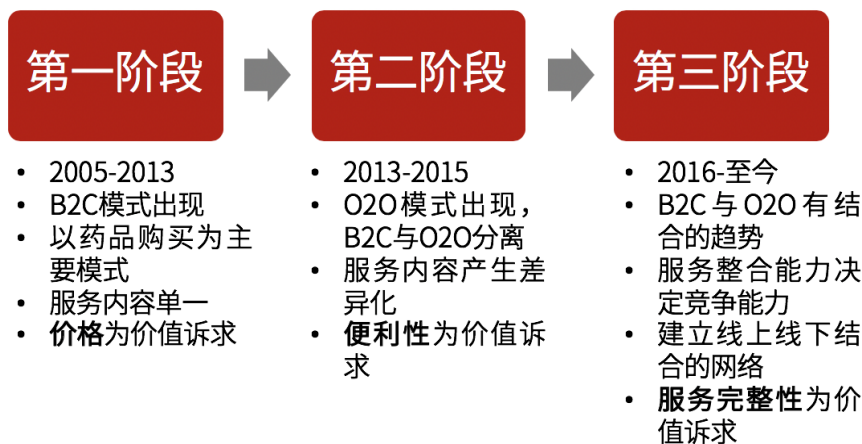 第一阶段
第二阶段
第三阶段
• 2005-2013
• B2C模式出现
• 以药品购买为主
要模式
• 服务内容单一
• 价格为价值诉求
• 2013-2015
• O2O模式出现，
B2C与O2O分离
• 服务内容产生差
异化
• 便利性为价值诉
求
• 2016-至今
• B2C与O2O有结
合的趋势
• 服务整合能力决
定竞争能力
• 建立线上线下结
合的网络
• 服务完整性为价
值诉求